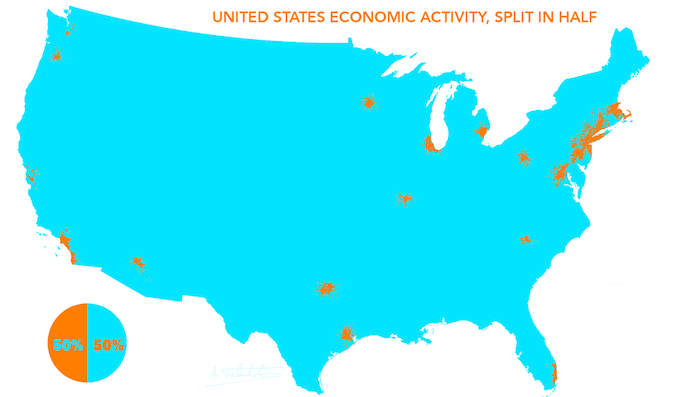 UNITED STATES ECONOMIC ACTIVITY, SPLIT IN HALF
50% 50%